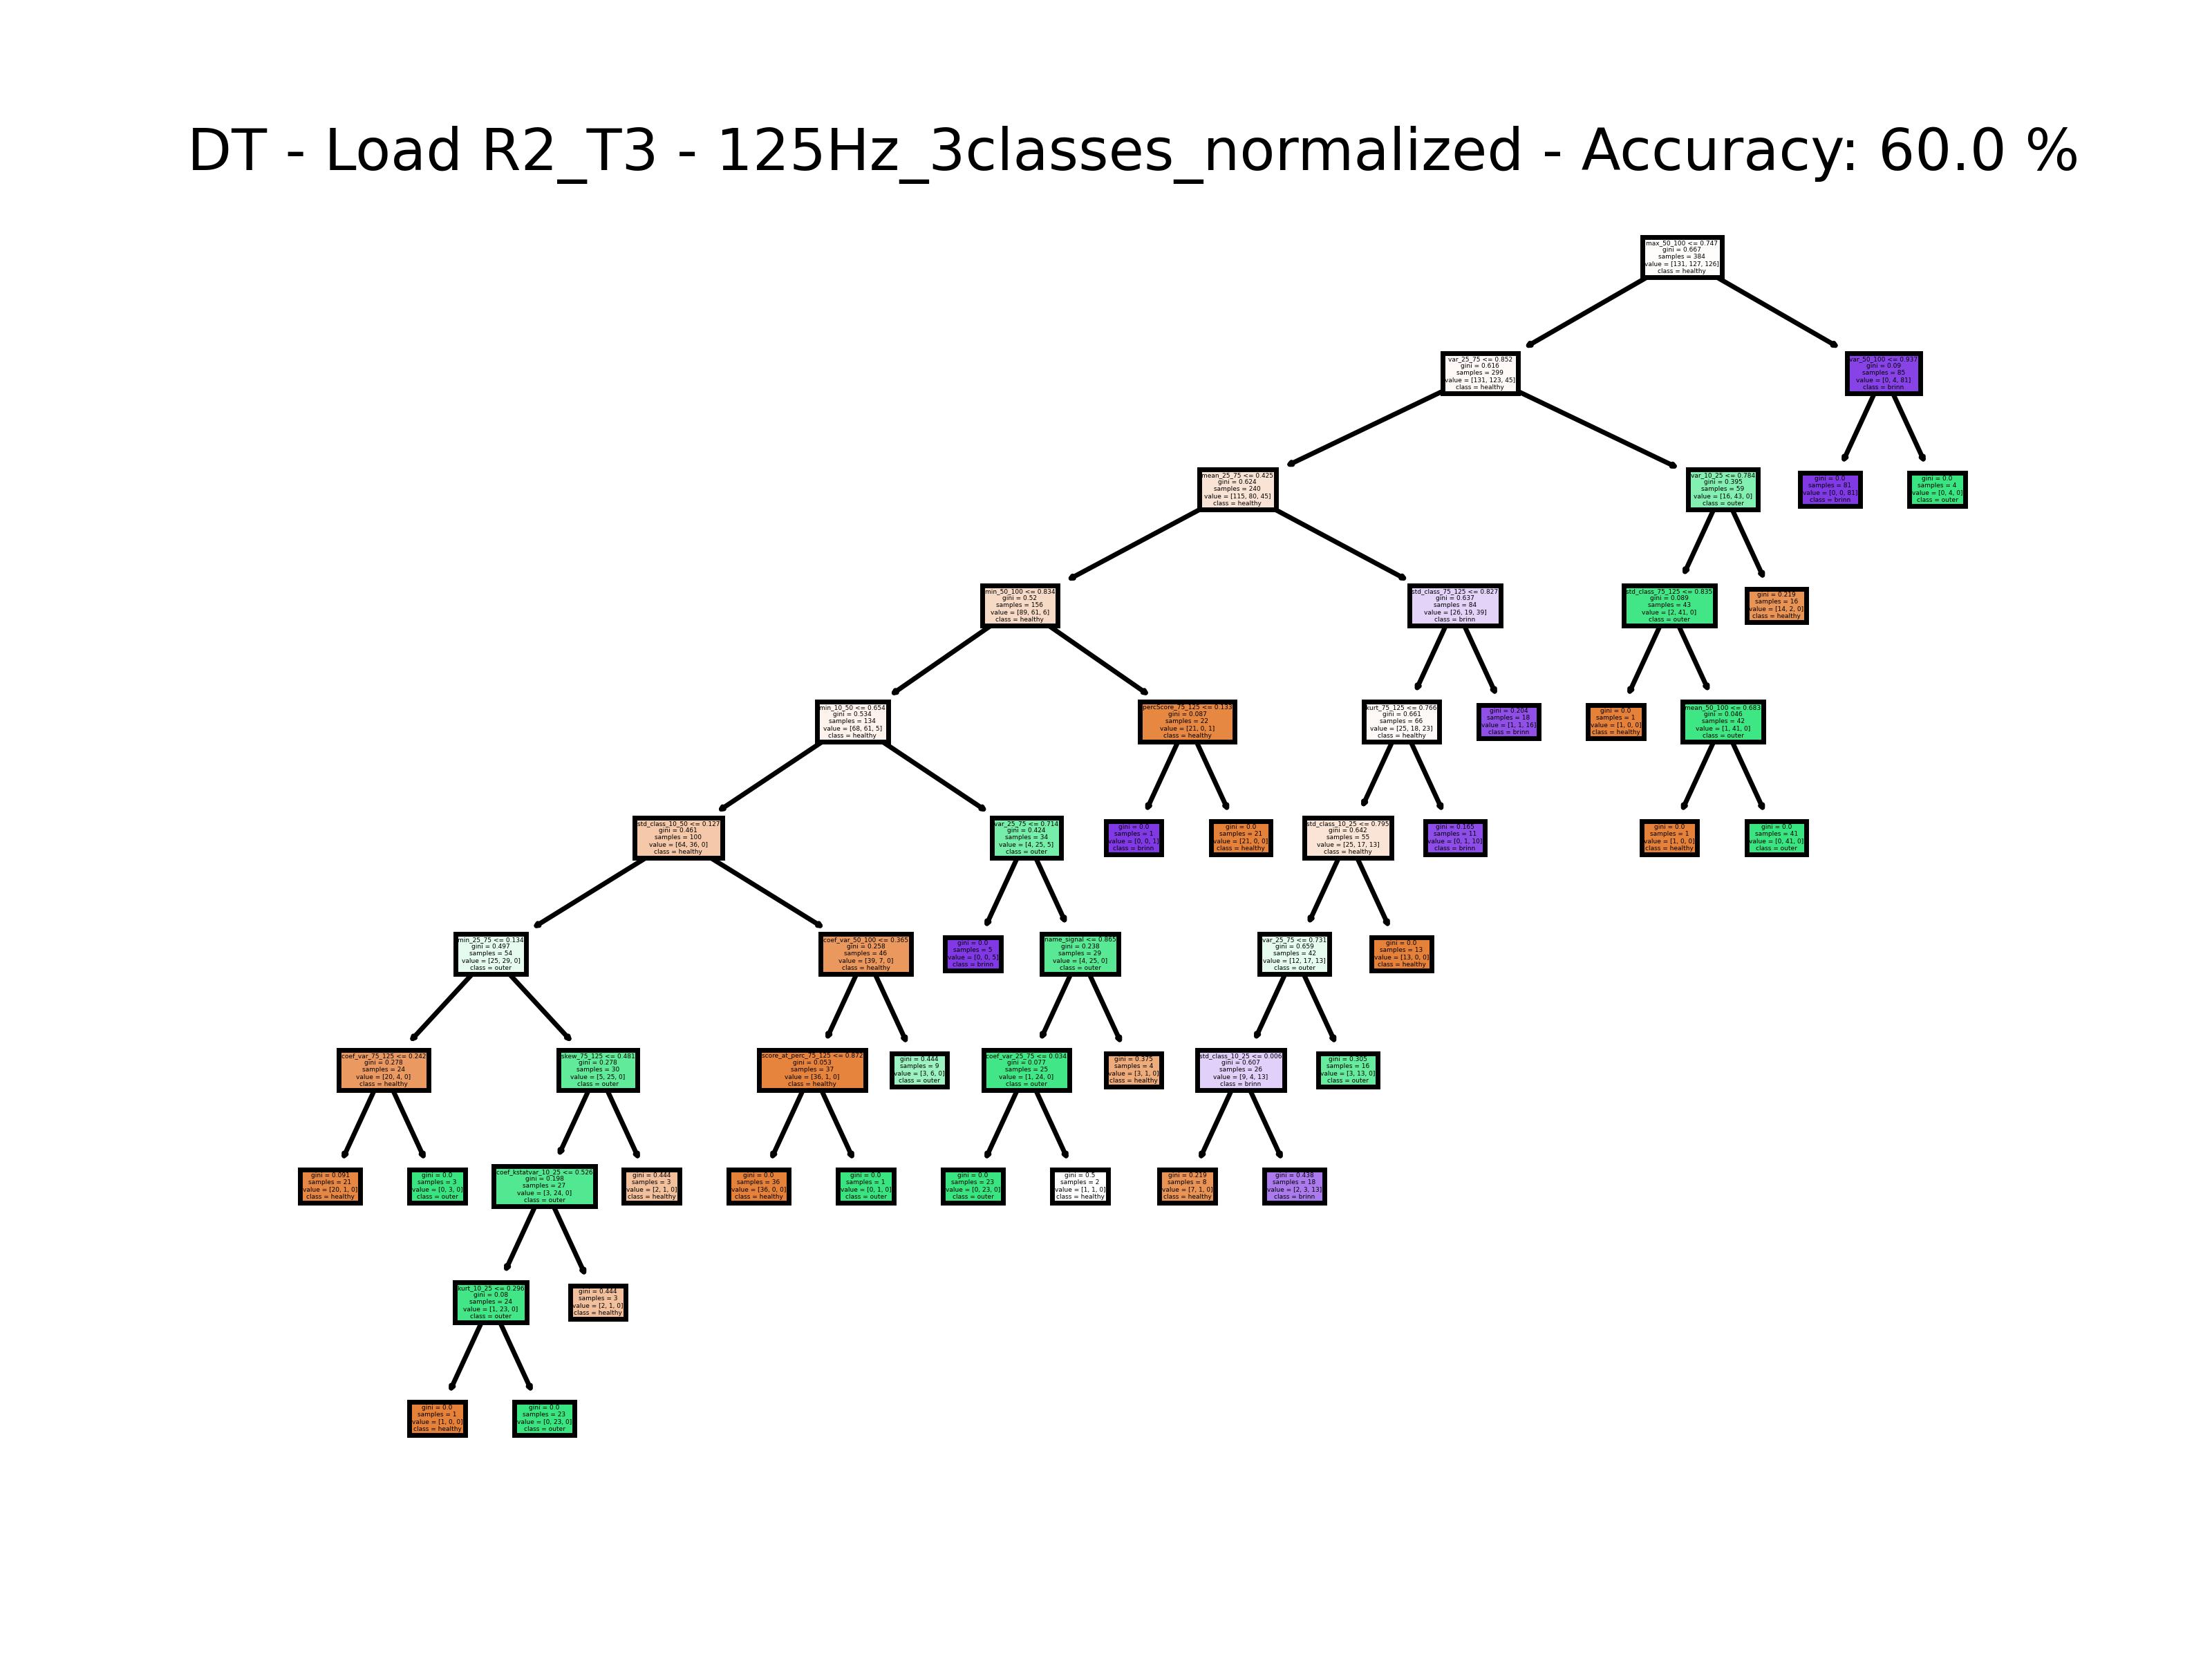 DT - Load R2_T3 - 125Hz_3classes_normalized - Accuracy: 60.0 %
max_50_100 <= 0.747
gini = 0.667
samples = 384
value = [131, 127, 126]
class = healthy
var_25_75 <= 0.852
gini = 0.616
samples = 299
value = [131, 123, 45]
class = healthy
var_50_100 <= 0.937
gini = 0.09
samples = 85
value = [0, 4, 81]
class = brinn
mean_25_75 <= 0.425
gini = 0.624
samples = 240
value = [115, 80, 45]
class = healthy
var_10_25 <= 0.784
gini = 0.395
samples = 59
value = [16, 43, 0]
class = outer
gini = 0.0
samples = 81
value = [0, 0, 81]
class = brinn
gini = 0.0
samples = 4
value = [0, 4, 0]
class = outer
min_50_100 <= 0.834
gini = 0.52
samples = 156
value = [89, 61, 6]
class = healthy
std_class_75_125 <= 0.827
gini = 0.637
samples = 84
value = [26, 19, 39]
class = brinn
std_class_75_125 <= 0.835
gini = 0.089
samples = 43
value = [2, 41, 0]
class = outer
gini = 0.219
samples = 16
value = [14, 2, 0]
class = healthy
min_10_50 <= 0.654
gini = 0.534
samples = 134
value = [68, 61, 5]
class = healthy
percScore_75_125 <= 0.133
gini = 0.087
samples = 22
value = [21, 0, 1]
class = healthy
kurt_75_125 <= 0.766
gini = 0.661
samples = 66
value = [25, 18, 23]
class = healthy
gini = 0.204
samples = 18
value = [1, 1, 16]
class = brinn
gini = 0.0
samples = 1
value = [1, 0, 0]
class = healthy
mean_50_100 <= 0.683
gini = 0.046
samples = 42
value = [1, 41, 0]
class = outer
std_class_10_50 <= 0.127
gini = 0.461
samples = 100
value = [64, 36, 0]
class = healthy
var_25_75 <= 0.714
gini = 0.424
samples = 34
value = [4, 25, 5]
class = outer
gini = 0.0
samples = 1
value = [0, 0, 1]
class = brinn
gini = 0.0
samples = 21
value = [21, 0, 0]
class = healthy
std_class_10_25 <= 0.795
gini = 0.642
samples = 55
value = [25, 17, 13]
class = healthy
gini = 0.165
samples = 11
value = [0, 1, 10]
class = brinn
gini = 0.0
samples = 1
value = [1, 0, 0]
class = healthy
gini = 0.0
samples = 41
value = [0, 41, 0]
class = outer
min_25_75 <= 0.134
gini = 0.497
samples = 54
value = [25, 29, 0]
class = outer
coef_var_50_100 <= 0.365
gini = 0.258
samples = 46
value = [39, 7, 0]
class = healthy
gini = 0.0
samples = 5
value = [0, 0, 5]
class = brinn
name_signal <= 0.865
gini = 0.238
samples = 29
value = [4, 25, 0]
class = outer
var_25_75 <= 0.731
gini = 0.659
samples = 42
value = [12, 17, 13]
class = outer
gini = 0.0
samples = 13
value = [13, 0, 0]
class = healthy
coef_var_75_125 <= 0.242
gini = 0.278
samples = 24
value = [20, 4, 0]
class = healthy
skew_75_125 <= 0.481
gini = 0.278
samples = 30
value = [5, 25, 0]
class = outer
score_at_perc_75_125 <= 0.872
gini = 0.053
samples = 37
value = [36, 1, 0]
class = healthy
gini = 0.444
samples = 9
value = [3, 6, 0]
class = outer
coef_var_25_75 <= 0.034
gini = 0.077
samples = 25
value = [1, 24, 0]
class = outer
gini = 0.375
samples = 4
value = [3, 1, 0]
class = healthy
std_class_10_25 <= 0.006
gini = 0.607
samples = 26
value = [9, 4, 13]
class = brinn
gini = 0.305
samples = 16
value = [3, 13, 0]
class = outer
gini = 0.091
samples = 21
value = [20, 1, 0]
class = healthy
gini = 0.0
samples = 3
value = [0, 3, 0]
class = outer
coef_kstatvar_10_25 <= 0.526
gini = 0.198
samples = 27
value = [3, 24, 0]
class = outer
gini = 0.444
samples = 3
value = [2, 1, 0]
class = healthy
gini = 0.0
samples = 36
value = [36, 0, 0]
class = healthy
gini = 0.0
samples = 1
value = [0, 1, 0]
class = outer
gini = 0.0
samples = 23
value = [0, 23, 0]
class = outer
gini = 0.5
samples = 2
value = [1, 1, 0]
class = healthy
gini = 0.219
samples = 8
value = [7, 1, 0]
class = healthy
gini = 0.438
samples = 18
value = [2, 3, 13]
class = brinn
kurt_10_25 <= 0.296
gini = 0.08
samples = 24
value = [1, 23, 0]
class = outer
gini = 0.444
samples = 3
value = [2, 1, 0]
class = healthy
gini = 0.0
samples = 1
value = [1, 0, 0]
class = healthy
gini = 0.0
samples = 23
value = [0, 23, 0]
class = outer